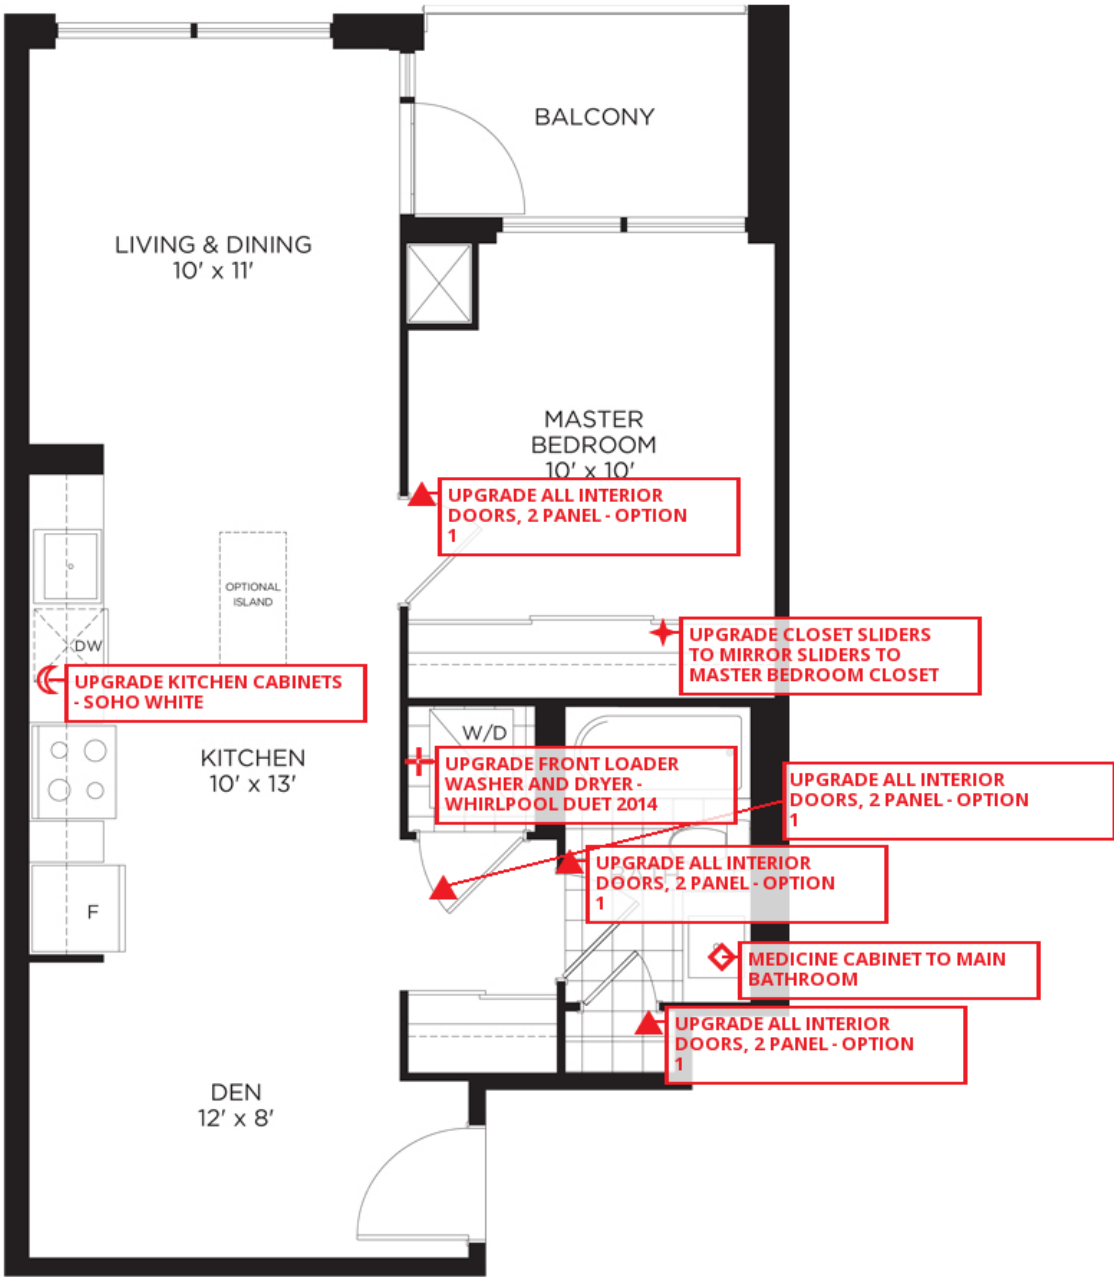 BALCONY
LIVING & DINING
10' x 11'
MASTER
BEDROOM
10' x 10'
UPGRADE ALL INTERIOR
DOORS, 2 PANEL - OPTION
1
OPTIONAL
ISLAND
DW
UPGRADE CLOSET SLIDERS
TO MIRROR SLIDERS TO
MASTER BEDROOM CLOSET
UPGRADE KITCHEN CABINETS
- SOHO WHITE
W/D
KITCHEN
10' x 13'
UPGRADE FRONT LOADER
WASHER AND DRYER -
WHIRLPOOL DUET 2014
UPGRADE ALL INTERIOR
DOORS, 2 PANEL - OPTION
1
UPGRADE ALL INTERIOR
DOORS, 2 PANEL - OPTION
1
BATH
F
MEDICINE CABINET TO MAIN
BATHROOM
UPGRADE ALL INTERIOR
DOORS, 2 PANEL - OPTION
1
DEN
12' x 8'